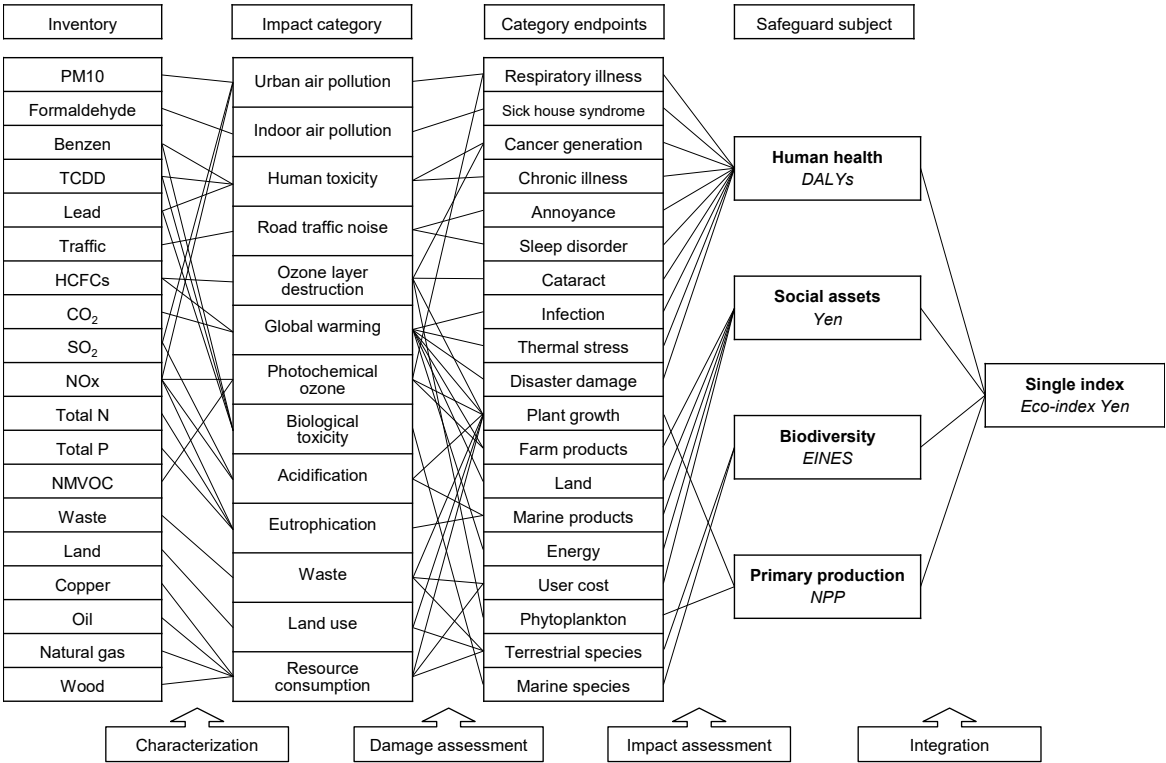 Inventory
Impact category
Category endpoints
Safeguard subject
PM10
Formaldehyde
Benzen
TCDD
Lead
Traffic
HCFCs
CO2
SO2
NOx
Total N
Total P
NMVOC
Waste
Land
Copper
Oil
Natural gas
Wood
Urban air pollution
Indoor air pollution
Human toxicity
Road traffic noise
Ozone layer
destruction
Global warming
Photochemical
ozone
Biological
toxicity
Acidification
Eutrophication
Waste
Land use
Resource
consumption
Respiratory illness
Sick house syndrome
Cancer generation
Chronic illness
Annoyance
Sleep disorder
Cataract
Infection
Thermal stress
Disaster damage
Plant growth
Farm products
Land
Marine products
Energy
User cost
Phytoplankton
Terrestrial species
Marine species
Human health
DALYs
Social assets
Yen
Biodiversity
EINES
Primary production
NPP
Single index
Eco-index Yen
Characterization
Damage assessment
Impact assessment
Integration